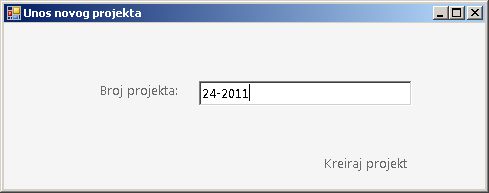 Unos novog projekta
Broj projekta: 24-2011
Kreiraj projekt